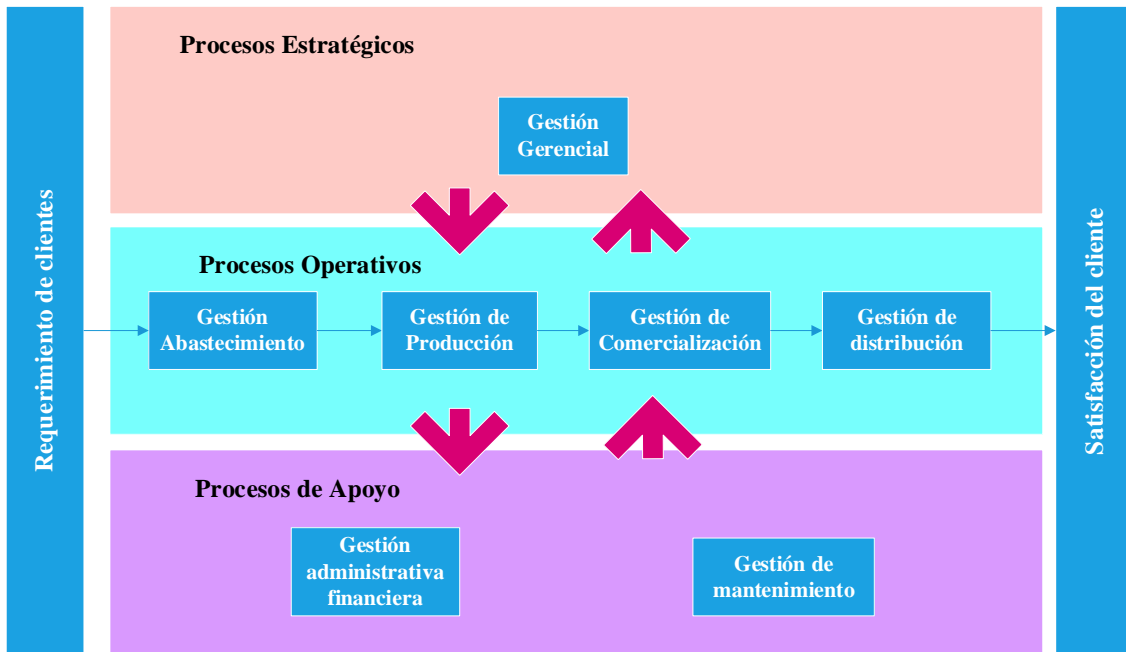 Requerimiento de clientes
Procesos Estratégicos
Gestión
Gerencial
Procesos Operativos
Gestión
Abastecimiento
Gestión de
Producción
Gestión de
Comercialización
Gestión de
distribución
Procesos de Apoyo
Gestión
administrativa
financiera
Gestión de
mantenimiento
Satisfacción del cliente